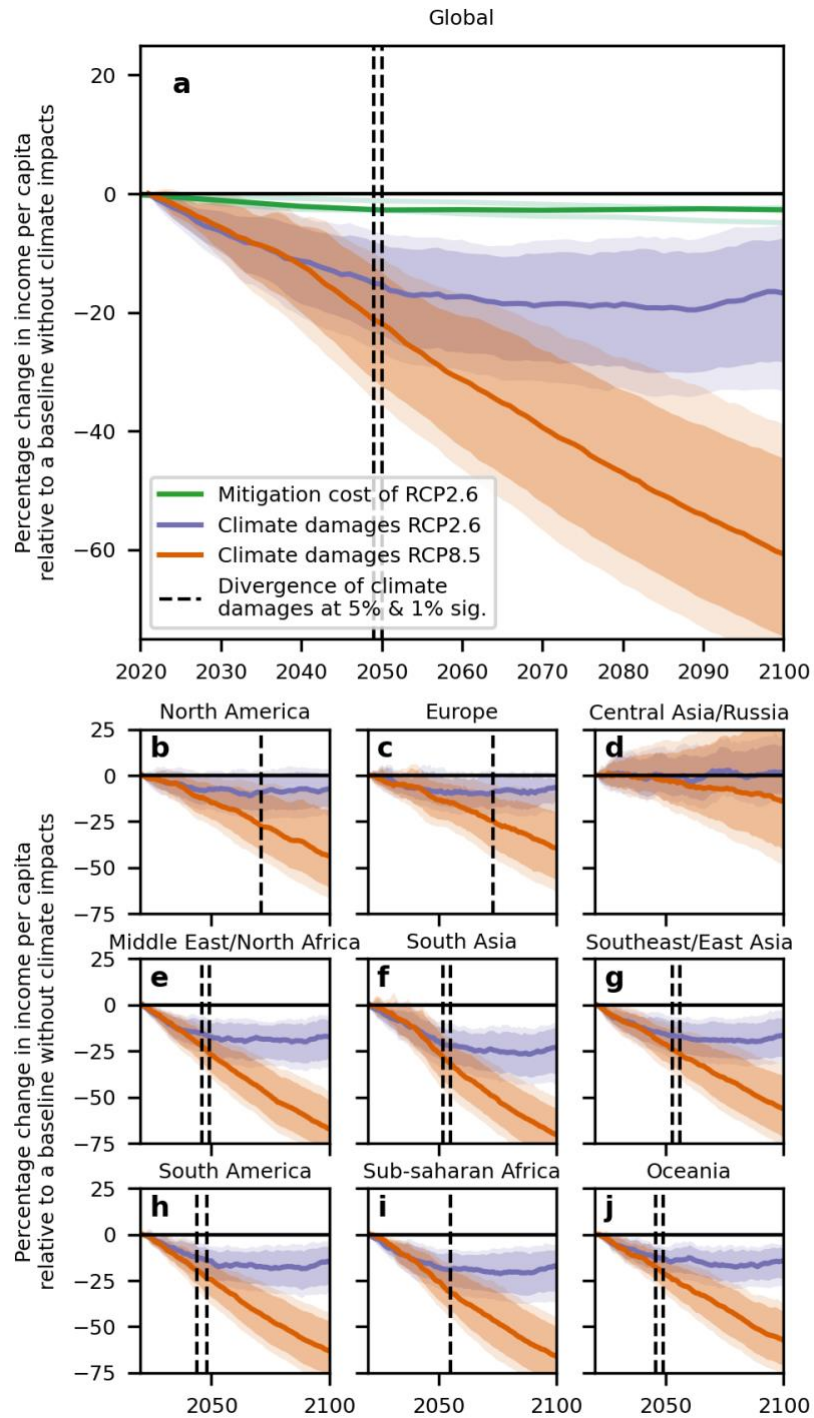 Global
a
Percentage change in income per capita
relative to a baseline without climate impacts
20
0
−20
−40
−60
Mitigation cost of RCP2.6
Climate damages RCP2.6
Climate damages RCP8.5
Divergence of climate
damages at 5% & 1% sig.
2020 2030 2040 2050 2060 2070 2080 2090 2100
North America Europe Central Asia/Russia
Percentage change in income per capita
relative to a baseline without climate impacts
25
b c d
0
−25
−50
−75
Middle East/North Africa South Asia Southeast/East Asia
25
e f g
0
−25
−50
−75
South America Sub-saharan Africa Oceania
25
h i j
0
−25
−50
−75
2050 2100 2050 2100 2050 2100